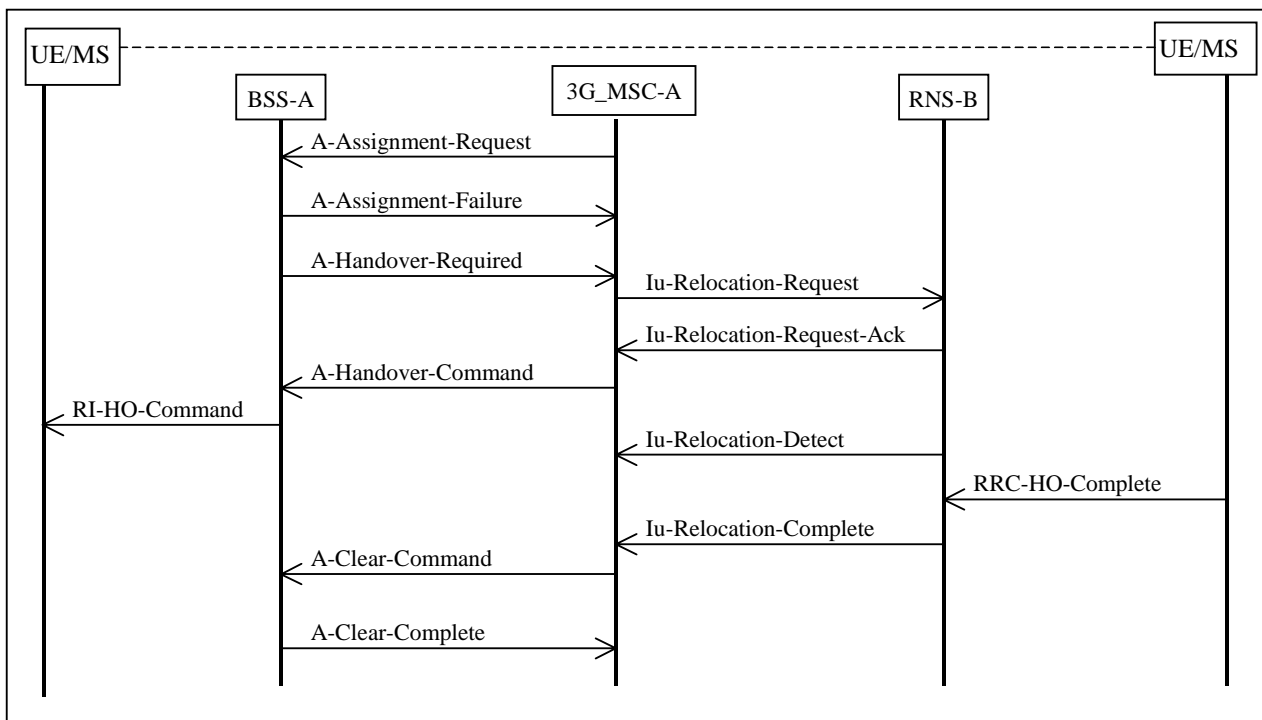 UE/MS
UE/MS
BSS-A
3G_MSC-A
RNS-B
A-Assignment-Request
A-Assignment-Failure
A-Handover-Required
Iu-Relocation-Request
Iu-Relocation-Request-Ack
A-Handover-Command
RI-HO-Command
Iu-Relocation-Detect
RRC-HO-Complete
Iu-Relocation-Complete
A-Clear-Command
A-Clear-Complete